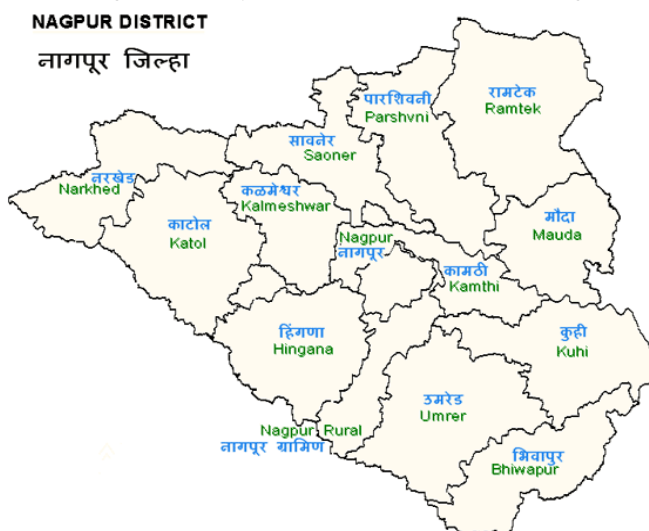 NAGPUR DISTRICT
नागपूर जिल्हा
पारशिवनी
Parshvni
रामटेक
Ramtek
सावनेर
Saoner
नरखेड
Narkhed
कळमेश्वर
Kalmeshwar
काटोल
Katol
मौदा
Mauda
Nagpur
नागपूर
कामठी
Kamthi
हिंगणा
Hingana
कुही
Kuhi
उमरेड
Umrer
Nagpur Rural
नागपूर ग्रामिण
भिवापुर
Bhiwapur